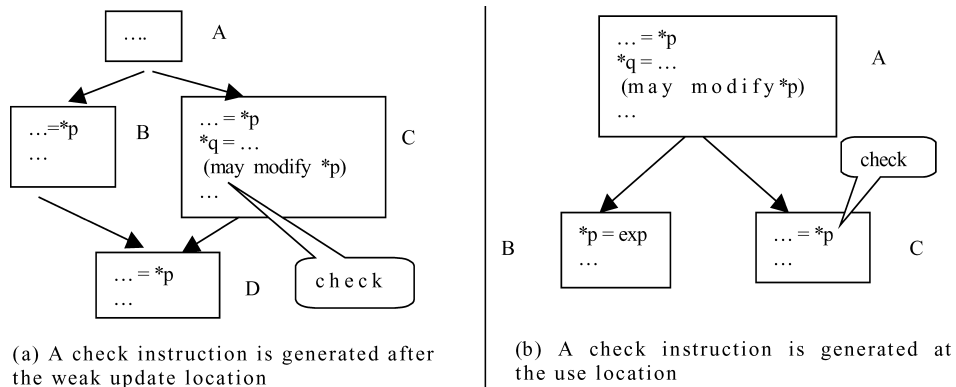 ….
A
…=*p
…
B
… = *p
*q = …
(may modify *p)
…
C
… = *p
…
D
check
(a) A check instruction is generated after
the weak update location
… = *p
*q = …
(may modify *p)
…
A
check
*p = exp
…
B
… = *p
…
C
(b) A check instruction is generated at
the use location